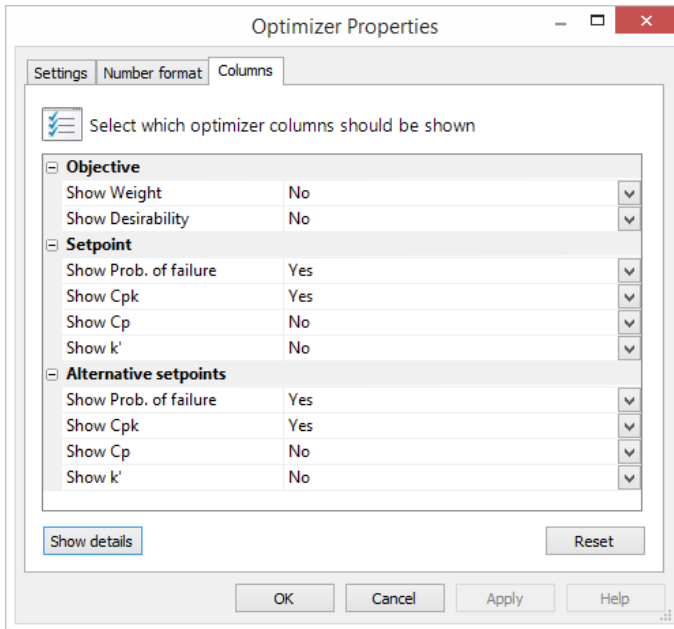 Optimizer Properties
Settings Number format Columns
Select which optimizer columns should be shown
Objective
Show Weight No
Show Desirability No
Setpoint
Show Prob. of failure Yes
Show Cpk Yes
Show Cp No
Show k' No
Alternative setpoints
Show Prob. of failure Yes
Show Cpk Yes
Show Cp No
Show k' No
Show details Reset
OK Cancel Apply Help